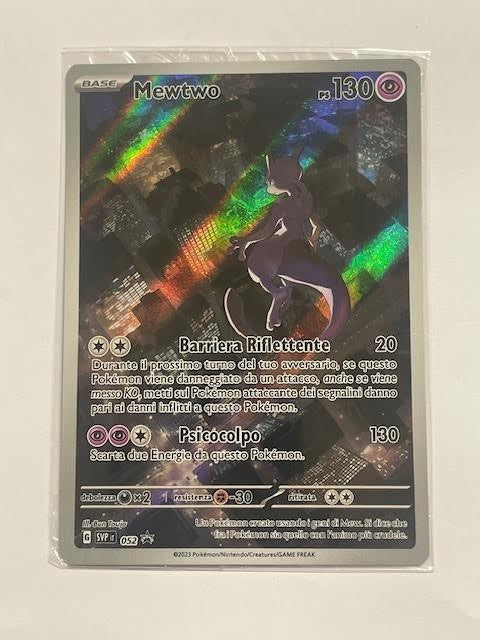 BASE Mewtwo PS 130
Barriera Riflettente 20
Durante il prossimo turno del tuo avversario, se questo
Pokémon viene danneggiato da un attacco, anche se viene
messo KO, metti sul Pokémon attaccante dei segnalini danno
pari ai danni inflitti a questo Pokémon.
Psicocolpo 130
Scarta due Energie da questo Pokémon.
debolezza ×2 resistenza -30 ritirata
Ill. Bun Toujo
Un Pokémon creato usando i geni di Mew. Si dice che
fra i Pokémon sia quello con l'animo più crudele.
G SVP it 052
©2023 Pokémon/Nintendo/Creatures/GAME FREAK